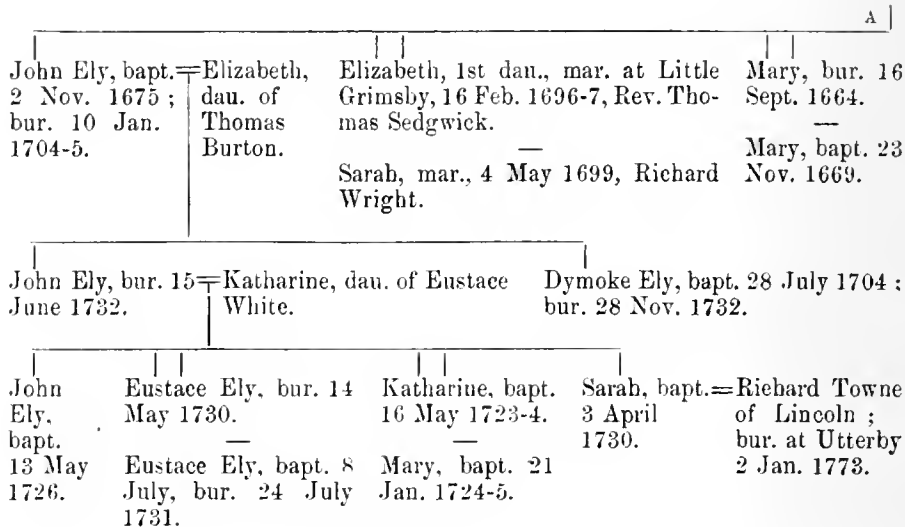 A
John Ely, bapt.=Elizabeth,
2 Nov. 1675 ; dau. of
bur. 10 Jan. Thomas
1704-5. Burton.
Elizabeth, 1st dau., mar. at Little
Grimsby, 16 Feb. 1696-7, Rev. Tho-
mas Sedgwick.
—
Sarah, mar., 4 May 1699, Richard
Wright.
Mary, bur. 16
Sept. 1664.
—
Mary, bapt. 23
Nov. 1669.
John Ely, bur. 15=Katharine, dau. of Eustace
June 1732. White.
Dymoke Ely, bapt. 28 July 1704 ;
bur. 28 Nov. 1732.
John
Ely,
bapt.
13 May
1726.
Eustace Ely, bur. 14
May 1730.
—
Eustace Ely, bapt. 8
July, bur. 24 July
1731.
Katharine, bapt.
16 May 1723-4.
—
Mary, bapt. 21
Jan. 1724-5.
Sarah, bapt.=Richard Towne
3 April of Lincoln ;
1730. bur. at Utterby
2 Jan. 1773.